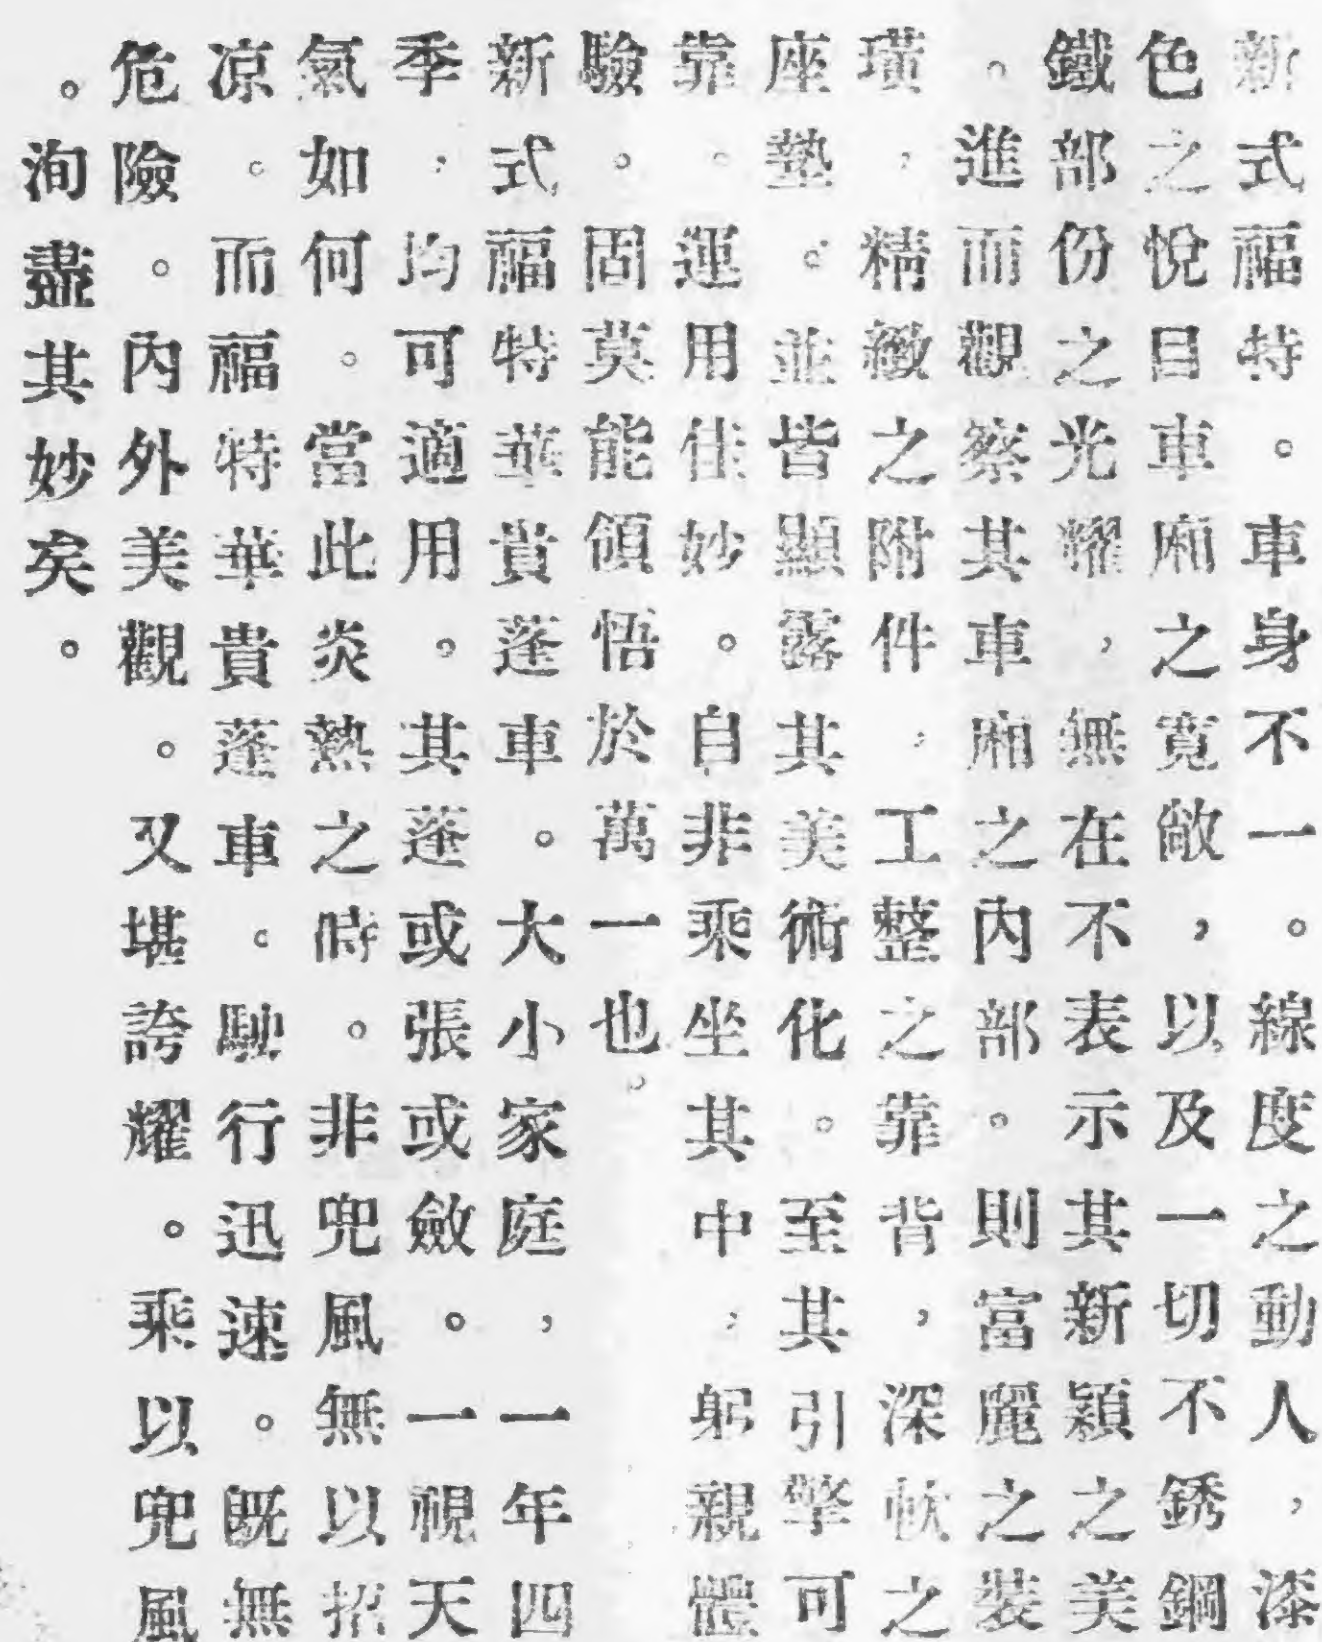 新式福特。車身不一。線度之動人，漆
色之悅目車廂之寬敞，以及一切不銹鋼
鐵部份之光耀，無在不表示其新穎之美
。進而觀察其車廂之內部。則富麗之裝
璜，精緻之附件，工整之靠背，深軟之
座墊。並皆顯露其美術化。至其引擎可
靠。運用佳妙。自非乘坐其中，躬親體
驗。固莫能領悟於萬一也。
新式福特華貴蓬車。大小家庭，一年四
季，均可適用。其蓬或張或斂。一視天
氣如何。當此炎熱之時。非兜風無以招
凉。而福特華貴蓬車。駛行迅速。既無
危險。內外美觀。又堪誇耀。乘以兜風
。洵盡其妙矣。